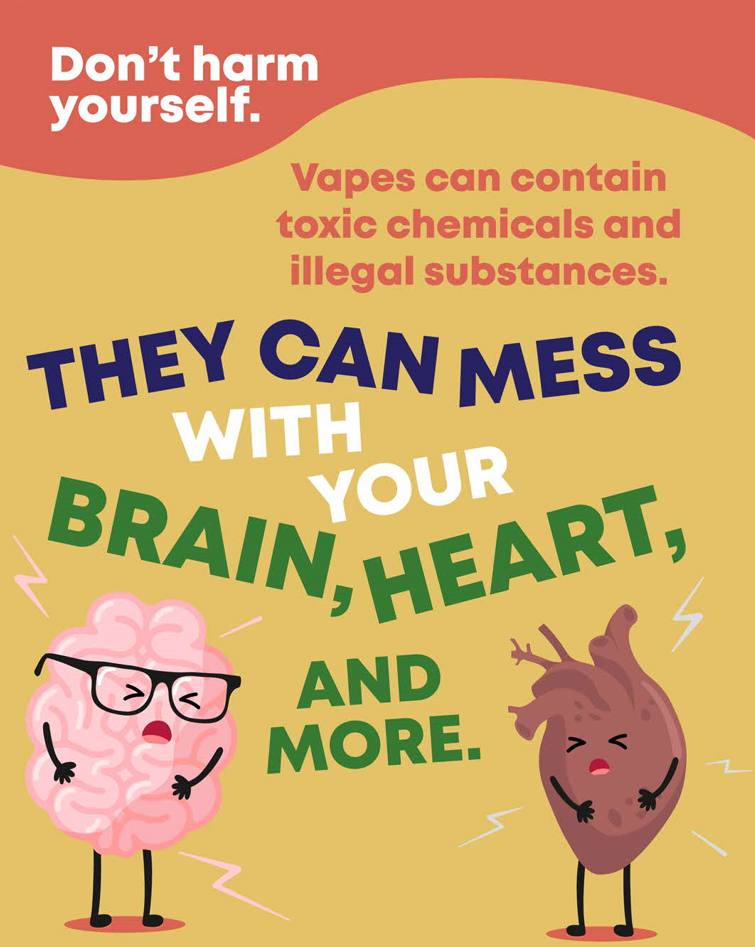 Don't harm
yourself.
Vapes can contain
toxic chemicals and
illegal substances.
THEY CAN MESS
WITH
YOUR
BRAIN, HEART,
AND
MORE.